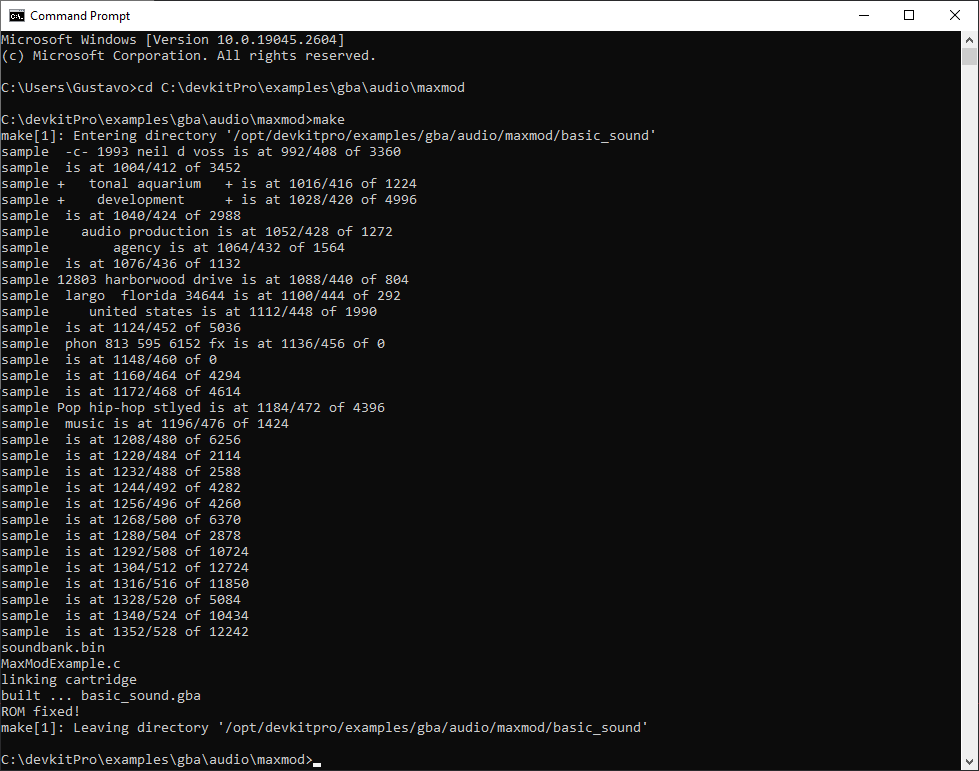 Command Prompt
Microsoft Windows [Version 10.0.19045.2604]
(c) Microsoft Corporation. All rights reserved.
C:\Users\Gustavo>cd C:\devkitPro\examples\gba\audio\maxmod
C:\devkitPro\examples\gba\audio\maxmod>make
make[1]: Entering directory '/opt/devkitpro/examples/gba/audio/maxmod/basic_sound'
sample  -c- 1993 neil d voss is at 992/408 of 3360
sample  is at 1004/412 of 3452
sample +   tonal aquarium   + is at 1016/416 of 1224
sample +    development     + is at 1028/420 of 4996
sample  is at 1040/424 of 2988
sample    audio production is at 1052/428 of 1272
sample        agency is at 1064/432 of 1564
sample  is at 1076/436 of 1132
sample 12803 harborwood drive is at 1088/440 of 804
sample  largo  florida 34644 is at 1100/444 of 292
sample     united states is at 1112/448 of 1990
sample  is at 1124/452 of 5036
sample  phon 813 595 6152 fx is at 1136/456 of 0
sample  is at 1148/460 of 0
sample  is at 1160/464 of 4294
sample  is at 1172/468 of 4614
sample Pop hip-hop stlyed is at 1184/472 of 4396
sample  music is at 1196/476 of 1424
sample  is at 1208/480 of 6256
sample  is at 1220/484 of 2114
sample  is at 1232/488 of 2588
sample  is at 1244/492 of 4282
sample  is at 1256/496 of 4260
sample  is at 1268/500 of 6370
sample  is at 1280/504 of 2878
sample  is at 1292/508 of 10724
sample  is at 1304/512 of 12724
sample  is at 1316/516 of 11850
sample  is at 1328/520 of 5084
sample  is at 1340/524 of 10434
sample  is at 1352/528 of 12242
soundbank.bin
MaxModExample.c
linking cartridge
built ... basic_sound.gba
ROM fixed!
make[1]: Leaving directory '/opt/devkitpro/examples/gba/audio/maxmod/basic_sound'
C:\devkitPro\examples\gba\audio\maxmod>